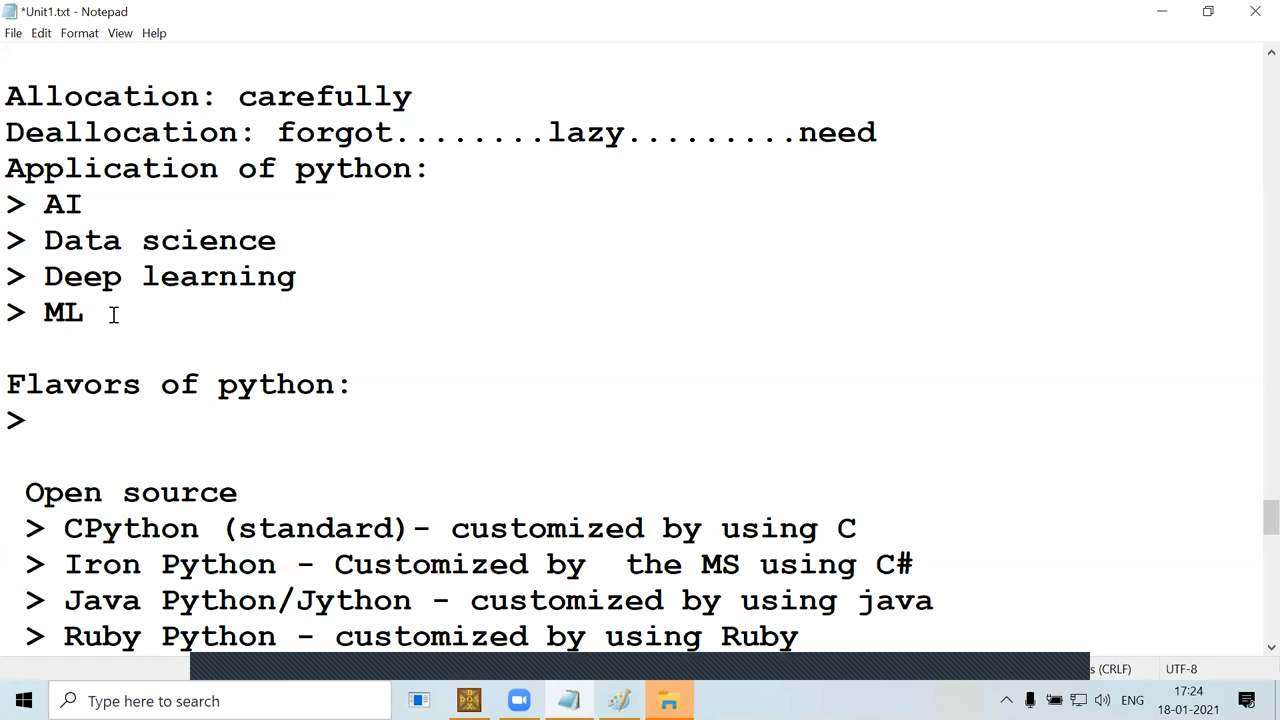 *Unit1.txt - Notepad
File Edit Format View Help
Allocation: carefully
Deallocation: forgot........lazy.........need
Application of python:
> AI
> Data science
> Deep learning
> ML
Flavors of python:
>
Open source
> CPython (standard)- customized by using C
> Iron Python - Customized by  the MS using C#
> Java Python/Jython - customized by using java
> Ruby Python - customized by using Ruby
s (CRLF) UTF-8
Type here to search
DOS
ENG
17:24
18-01-2021